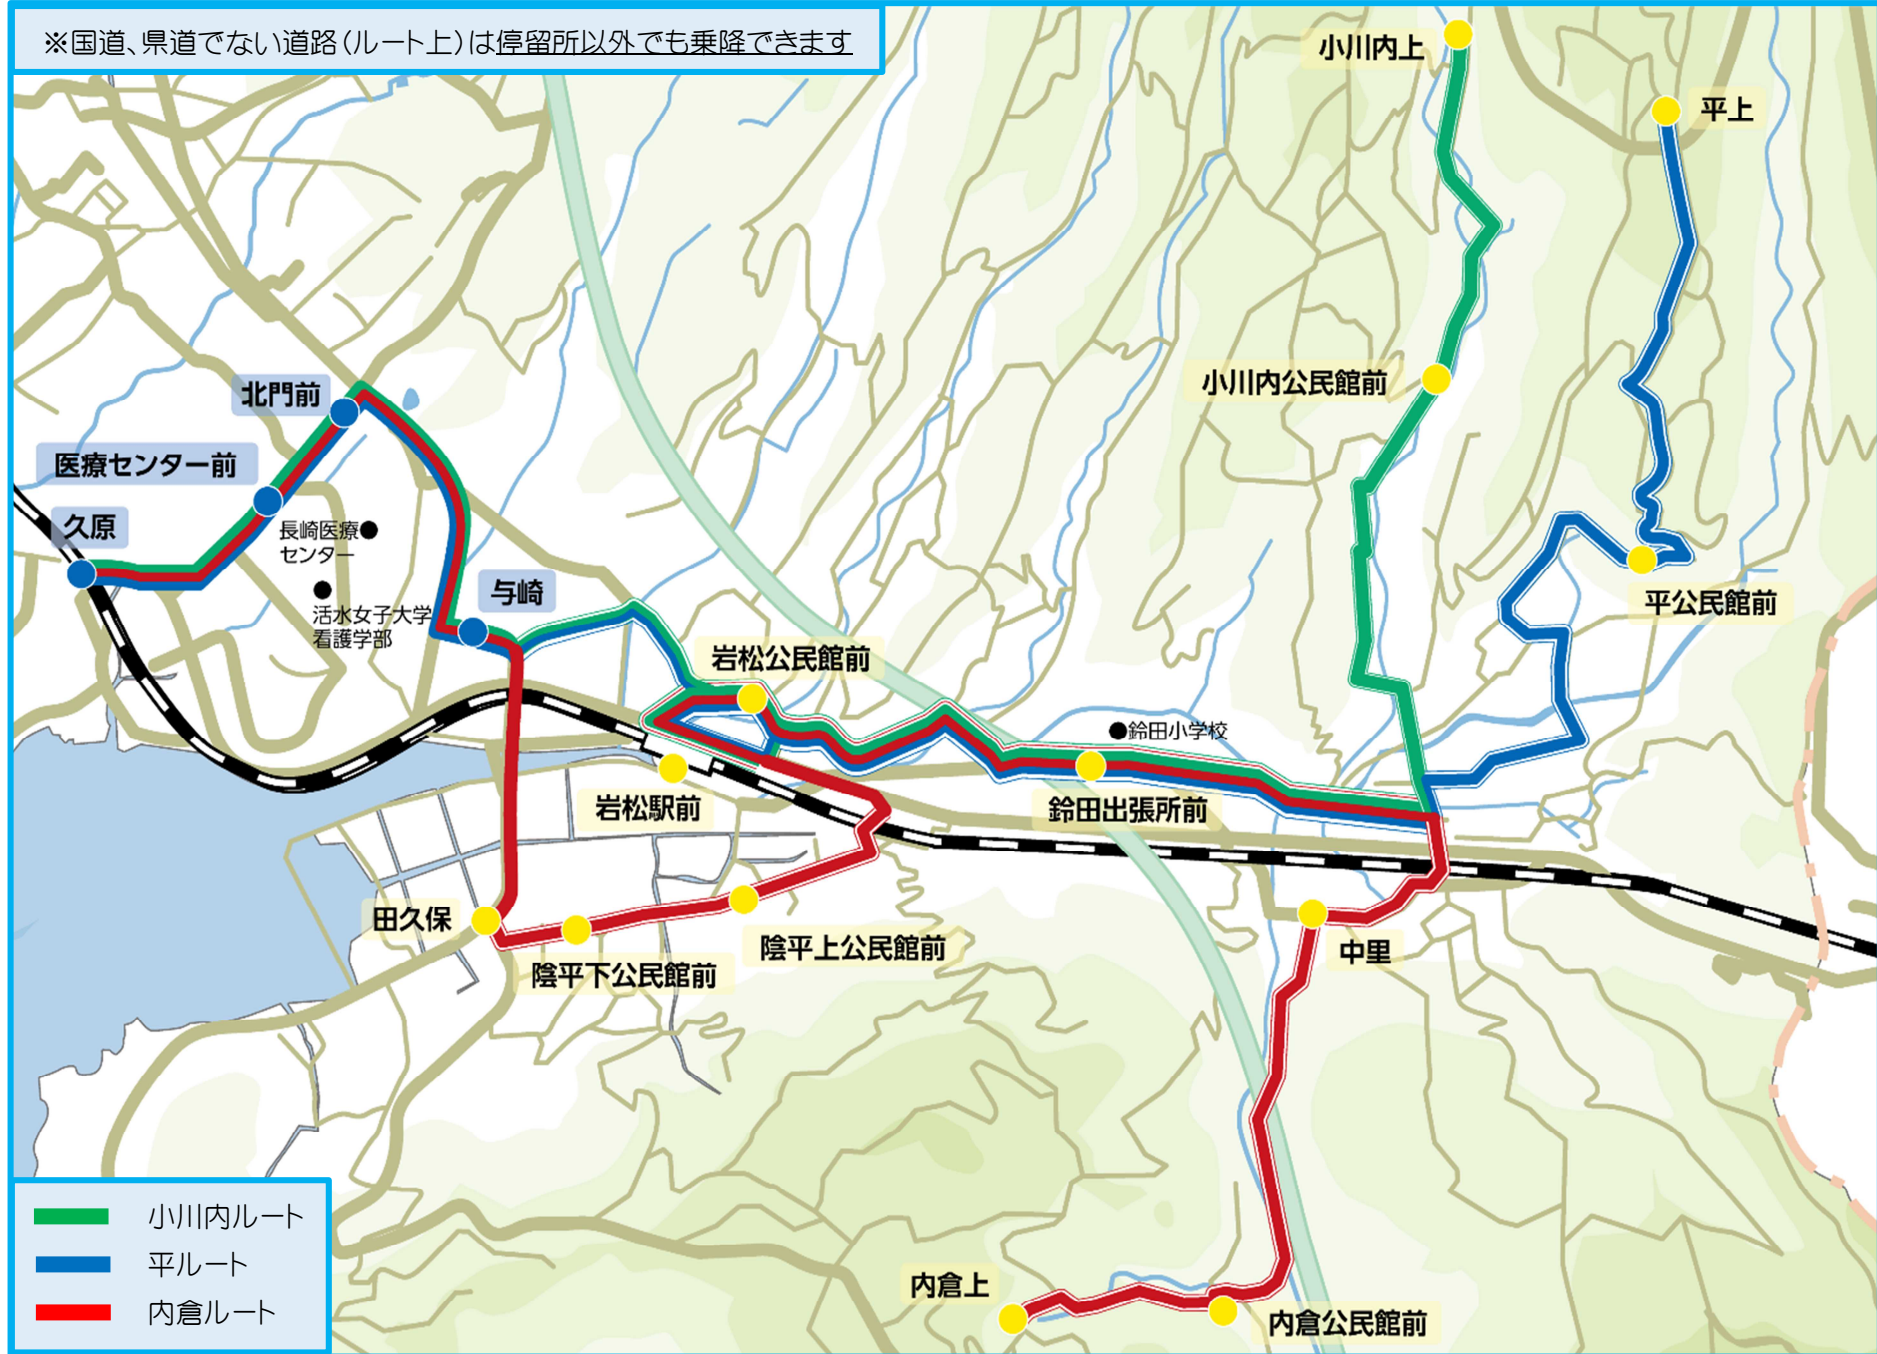 ※国道、県道でない道路(ルート上)は停留所以外でも乗降できます
小川内上
平上
小川内公民館前
北門前
医療センター前
久原
長崎医療
センター
活水女子大学
看護学部
与崎
平公民館前
岩松公民館前
鈴田小学校
岩松駅前
鈴田出張所前
田久保
陰平上公民館前
陰平下公民館前
中里
内倉上
内倉公民館前
小川内ルート
平ルート
内倉ルート